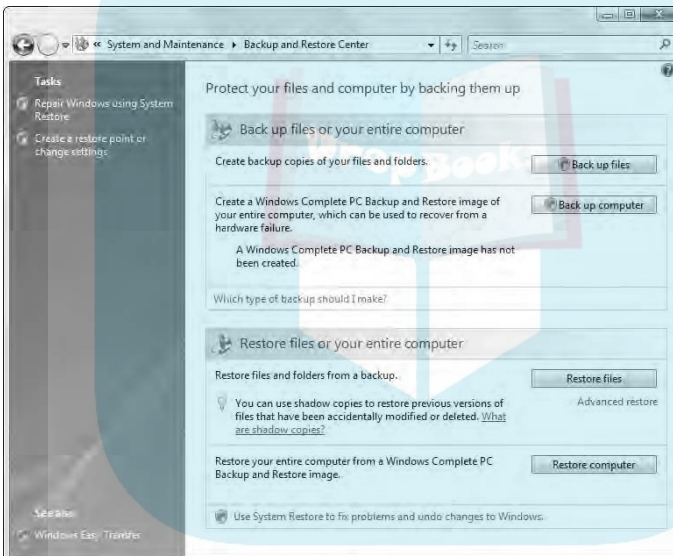 « System and Maintenance ▸ Backup and Restore Center
Search
Tasks
Repair Windows using System
Restore
Create a restore point or
change settings
See also
Windows Easy Transfer
Protect your files and computer by backing them up
Back up files or your entire computer
Create backup copies of your files and folders.
Back up files
Create a Windows Complete PC Backup and Restore image of
your entire computer, which can be used to recover from a
hardware failure.
Back up computer
A Windows Complete PC Backup and Restore image has not
been created.
Which type of backup should I make?
Restore files or your entire computer
Restore files and folders from a backup.
Restore files
You can use shadow copies to restore previous versions of
files that have been accidentally modified or deleted. What
are shadow copies?
Advanced restore
Restore your entire computer from a Windows Complete PC
Backup and Restore image.
Restore computer
Use System Restore to fix problems and undo changes to Windows.